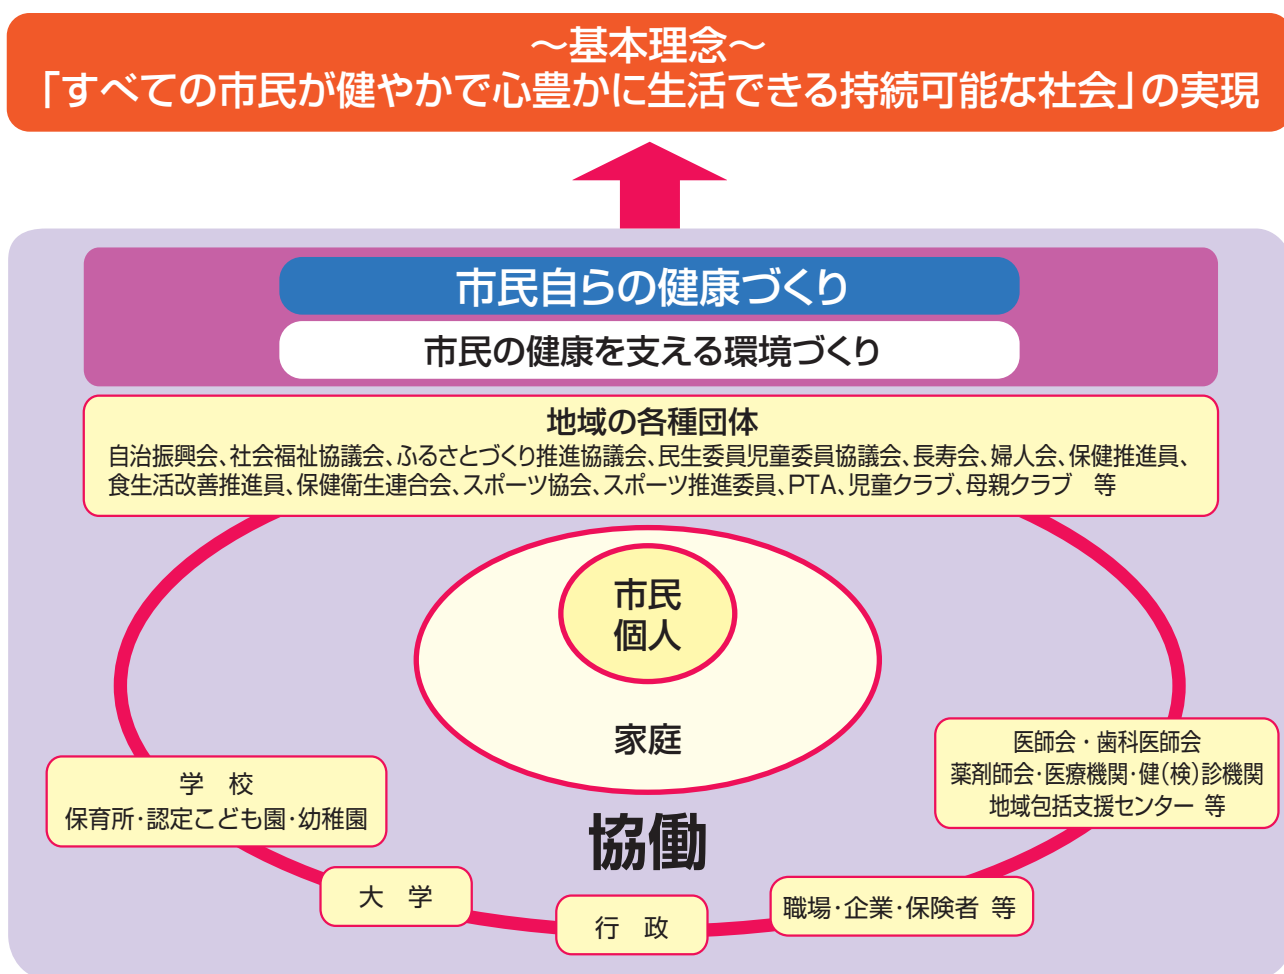 ～基本理念～
「すべての市民が健やかで心豊かに生活できる持続可能な社会」の実現
市民自らの健康づくり
市民の健康を支える環境づくり
地域の各種団体
自治振興会、社会福祉協議会、ふるさとづくり推進協議会、民生委員児童委員協議会、長寿会、婦人会、保健推進員、
食生活改善推進員、保健衛生連合会、スポーツ協会、スポーツ推進委員、PTA、児童クラブ、母親クラブ　等
市民
個人
家庭
医師会・歯科医師会
薬剤師会・医療機関・健（検）診機関
地域包括支援センター 等
学　校
保育所・認定こども園・幼稚園
協働
大　学
行　政
職場・企業・保険者 等